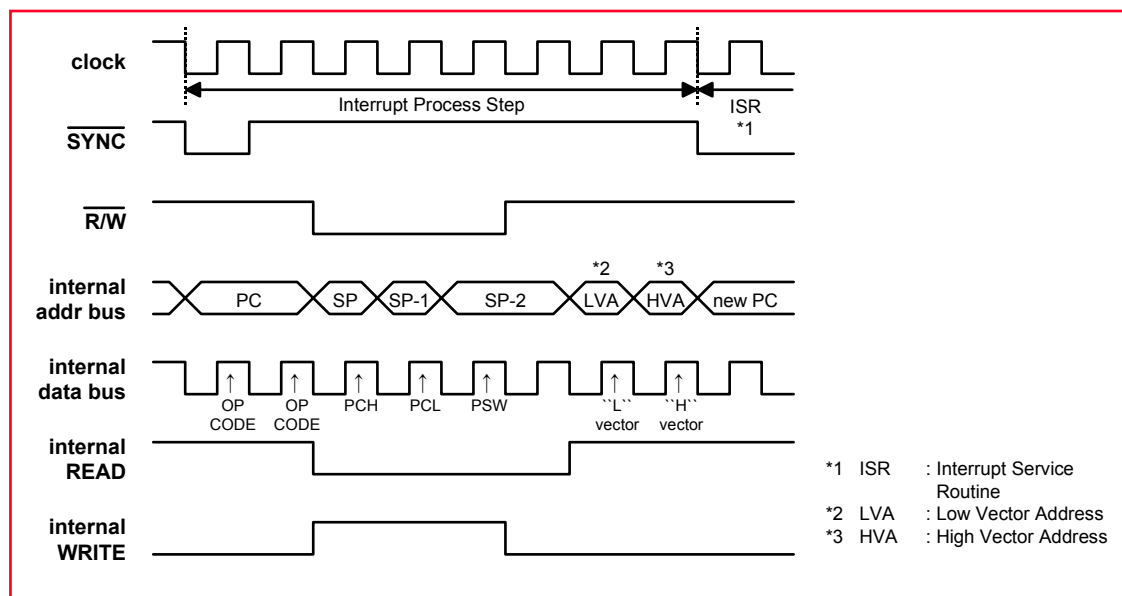 clock
Interrupt Process Step
ISR
*1
SYNC
R/W
*2
*3
internal
addr bus
PC
SP
SP-1
SP-2
LVA
HVA
new PC
internal
data bus
↑ ↑ ↑ ↑ ↑ ↑ ↑
OP
CODE
OP
CODE
PCH
PCL
PSW
``L``
vector
``H``
vector
internal
READ
internal
WRITE
*1 ISR : Interrupt Service
Routine
*2 LVA : Low Vector Address
*3 HVA : High Vector Address